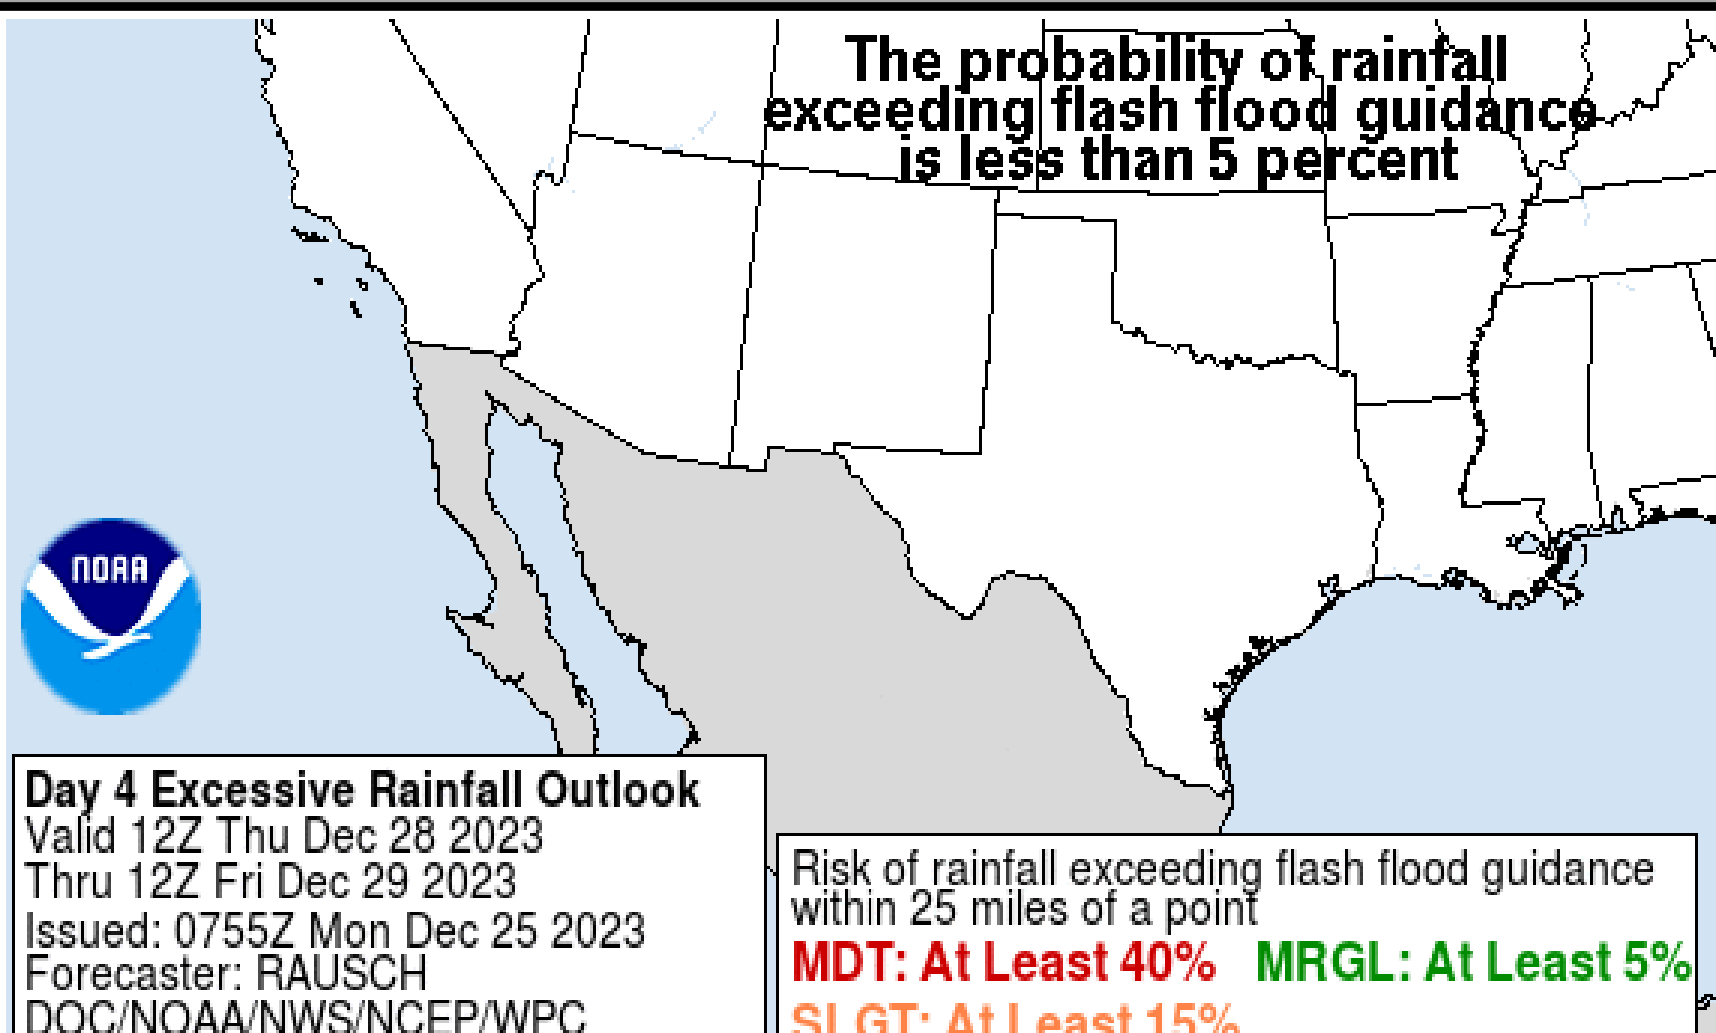 The probability of rainfall
exceeding flash flood guidance
is less than 5 percent
NOAA
Day 4 Excessive Rainfall Outlook
Valid 12Z Thu Dec 28 2023
Thru 12Z Fri Dec 29 2023
Issued: 0755Z Mon Dec 25 2023
Forecaster: RAUSCH
DOC/NOAA/NWS/NCEP/WPC
Risk of rainfall exceeding flash flood guidance
within 25 miles of a point
MDT: At Least 40% MRGL: At Least 5%
SLGT: At Least 15%